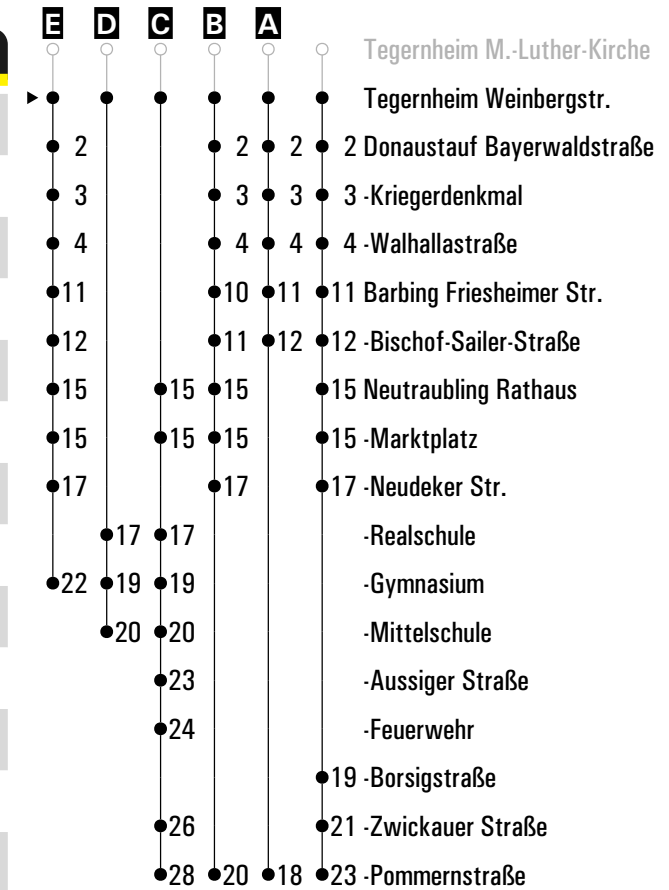 E D C B A
Tegernheim M.-Luther-Kirche
Tegernheim Weinbergstr.
2 2 2 2 Donaustauf Bayerwaldstraße
3 3 3 3 -Kriegerdenkmal
4 4 4 4 -Walhallastraße
11 10 11 11 Barbing Friesheimer Str.
12 11 12 12 -Bischof-Sailer-Straße
15 15 15 15 Neutraubling Rathaus
15 15 15 15 -Marktplatz
17 17 17 -Neudeker Str.
17 17 -Realschule
22 19 19 -Gymnasium
20 20 -Mittelschule
23 -Aussiger Straße
24 -Feuerwehr
19 -Borsigstraße
26 21 -Zwickauer Straße
28 20 18 23 -Pommernstraße